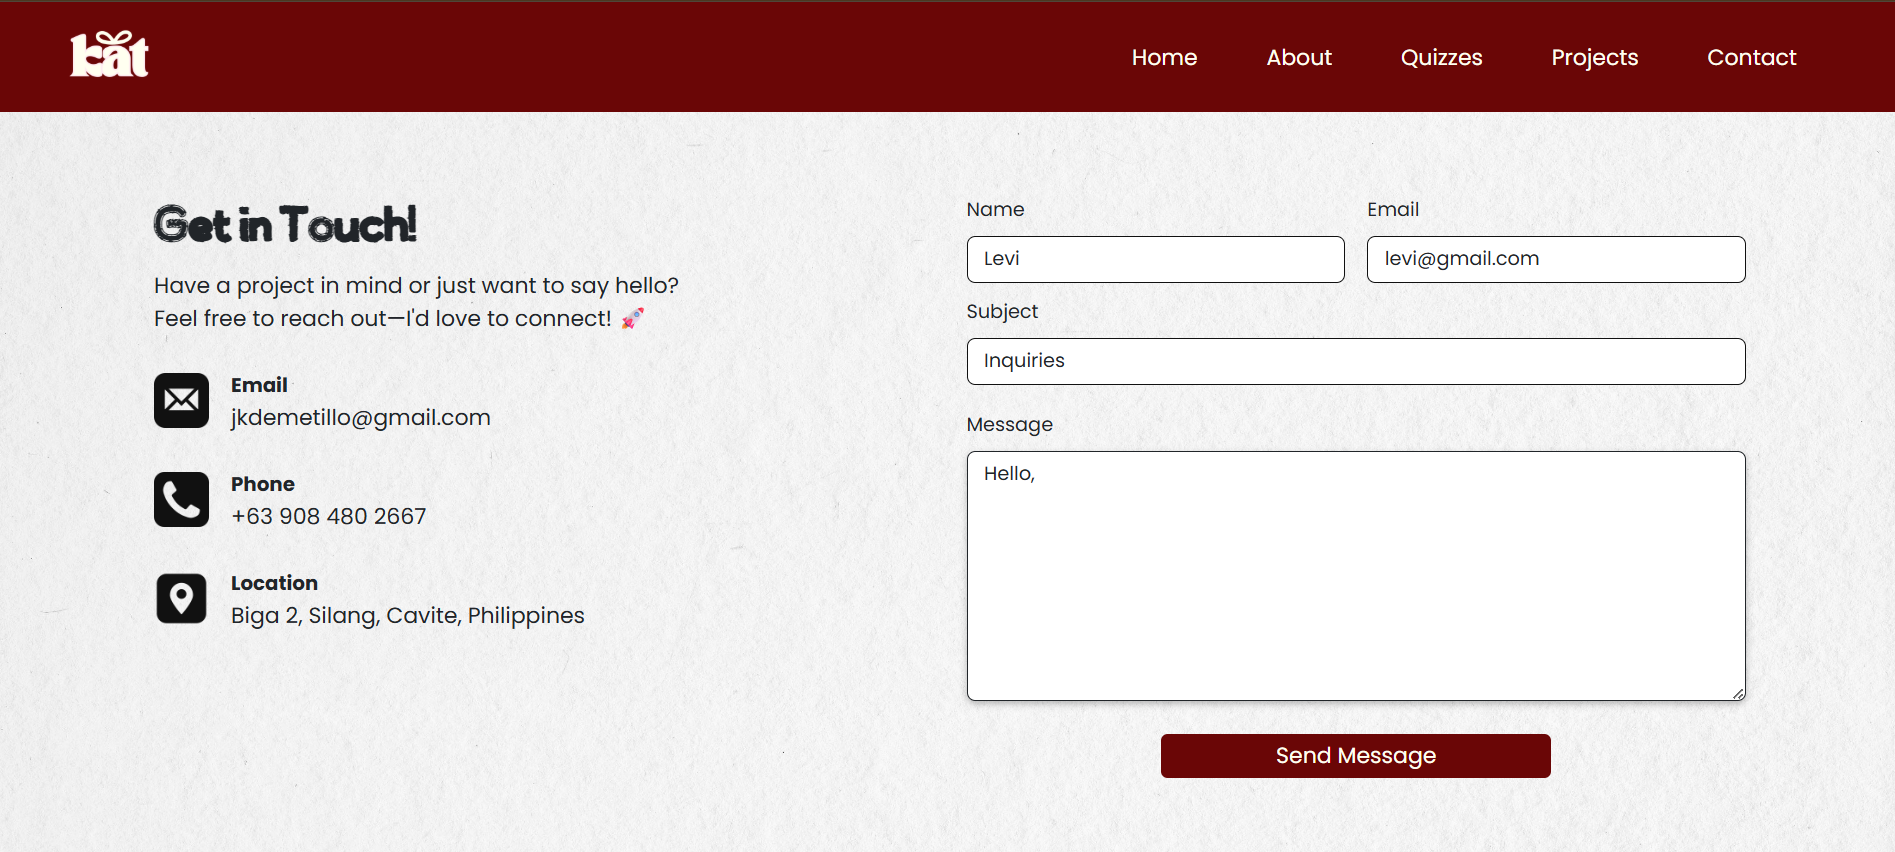 kat
Home About Quizzes Projects Contact
Get in Touch!
Have a project in mind or just want to say hello?
Feel free to reach out—I'd love to connect! 🚀
Email
jkdemetillo@gmail.com
Phone
+63 908 480 2667
Location
Biga 2, Silang, Cavite, Philippines
Name Email
Levi levi@gmail.com
Subject
Inquiries
Message
Hello,
Send Message